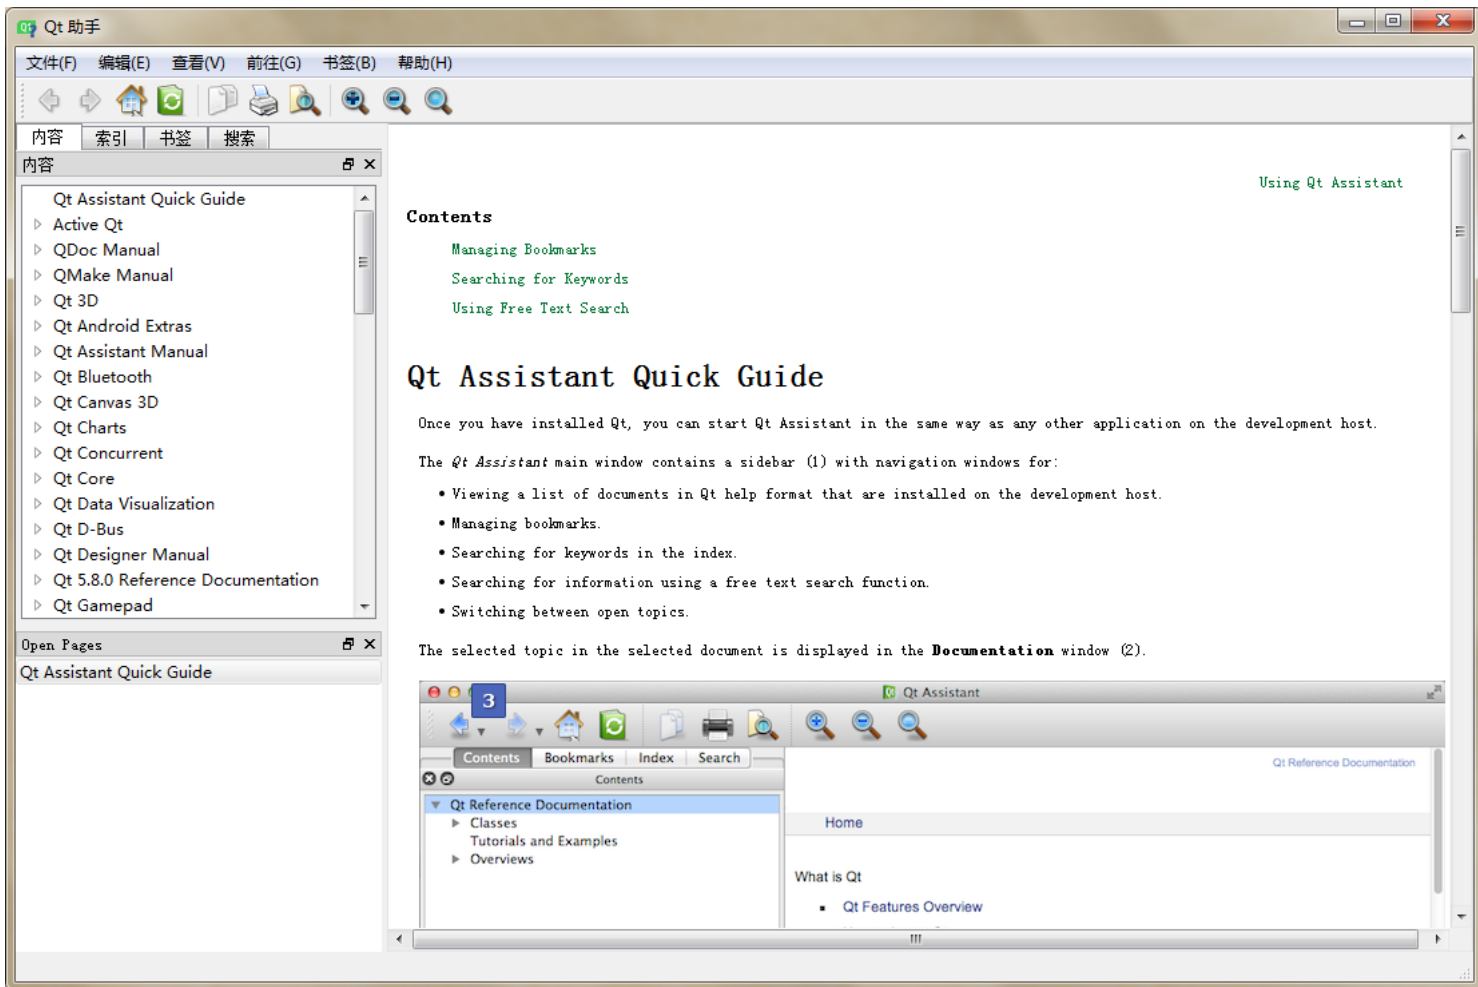 Qt 助手
文件(F) 编辑(E) 查看(V) 前往(G) 书签(B) 帮助(H)
内容 索引 书签 搜索
内容
Qt Assistant Quick Guide
Active Qt
QDoc Manual
QMake Manual
Qt 3D
Qt Android Extras
Qt Assistant Manual
Qt Bluetooth
Qt Canvas 3D
Qt Charts
Qt Concurrent
Qt Core
Qt Data Visualization
Qt D-Bus
Qt Designer Manual
Qt 5.8.0 Reference Documentation
Qt Gamepad
Open Pages
Qt Assistant Quick Guide
Using Qt Assistant
Contents
Managing Bookmarks
Searching for Keywords
Using Free Text Search
Qt Assistant Quick Guide
Once you have installed Qt, you can start Qt Assistant in the same way as any other application on the development host.
The Qt Assistant main window contains a sidebar (1) with navigation windows for:
• Viewing a list of documents in Qt help format that are installed on the development host.
• Managing bookmarks.
• Searching for keywords in the index.
• Searching for information using a free text search function.
• Switching between open topics.
The selected topic in the selected document is displayed in the Documentation window (2).
3
Qt Assistant
Contents Bookmarks Index Search
Contents
Qt Reference Documentation
Classes
Tutorials and Examples
Overviews
Qt Reference Documentation
Home
What is Qt
▪ Qt Features Overview